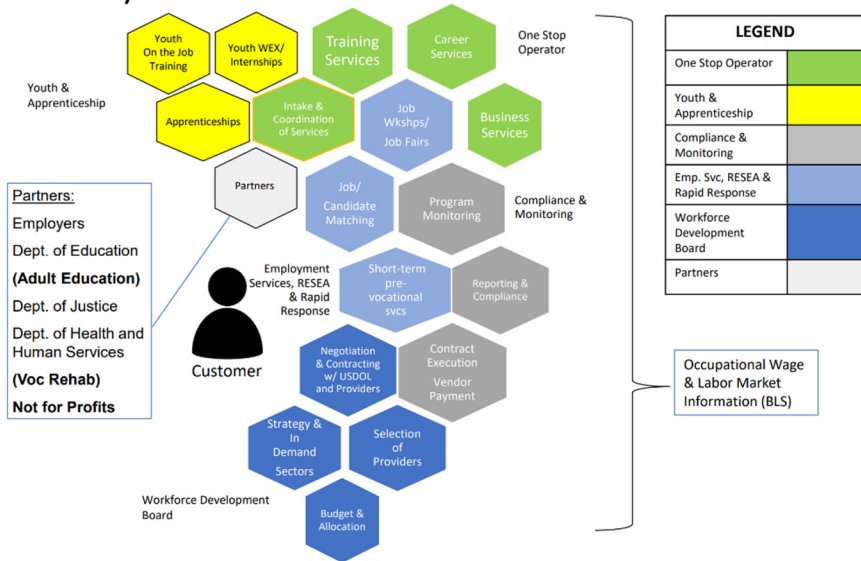 Youth
On the Job
Training
Youth WEX/
Internships
Training
Services
Career
Services
One Stop
Operator
Youth &
Apprenticeship
Apprenticeships
Intake &
Coordination
of Services
Job
Wkshps/
Job Fairs
Business
Services
Partners
Job/
Candidate
Matching
Program
Monitoring
Compliance &
Monitoring
Partners:
Employers
Dept. of Education
(Adult Education)
Dept. of Justice
Dept. of Health and
Human Services
(Voc Rehab)
Not for Profits
Customer
Employment
Services, RESEA
& Rapid
Response
Short-term
pre-
vocational
svcs
Reporting &
Compliance
Negotiation
& Contracting
w/ USDOL
and Providers
Contract
Execution
Vendor
Payment
Strategy &
In
Demand
Sectors
Selection
of
Providers
Workforce Development
Board
Budget &
Allocation
LEGEND
One Stop Operator
Youth &
Apprenticeship
Compliance &
Monitoring
Emp. Svc, RESEA &
Rapid Response
Workforce
Development
Board
Partners
Occupational Wage
& Labor Market
Information (BLS)